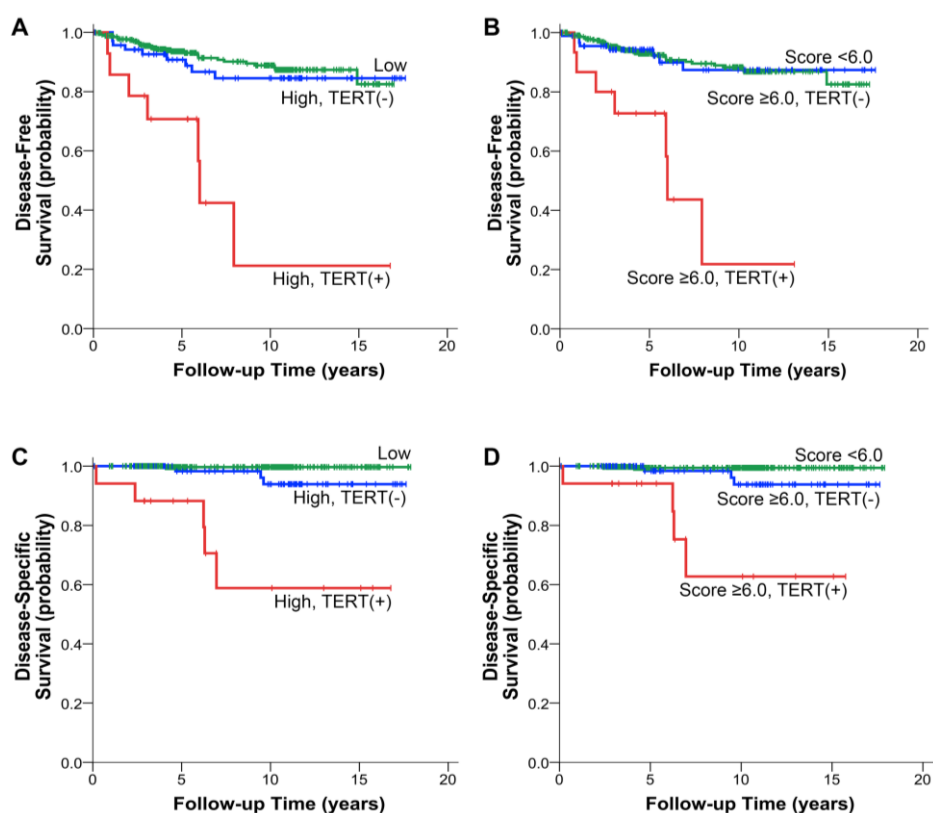 A
Disease-Free
Survival (probability)
1.0
0.8
0.6
0.4
0.2
0.0
Low
High, TERT(-)
High, TERT(+)
0 5 10 15 20
Follow-up Time (years)
B
Disease-Free
Survival (probability)
1.0
0.8
0.6
0.4
0.2
0.0
Score <6.0
Score ≥6.0, TERT(-)
Score ≥6.0, TERT(+)
0 5 10 15 20
Follow-up Time (years)
C
Disease-Specific
Survival (probability)
1.0
0.8
0.6
0.4
0.2
0.0
Low
High, TERT(-)
High, TERT(+)
0 5 10 15 20
Follow-up Time (years)
D
Disease-Specific
Survival (probability)
1.0
0.8
0.6
0.4
0.2
0.0
Score <6.0
Score ≥6.0, TERT(-)
Score ≥6.0, TERT(+)
0 5 10 15 20
Follow-up Time (years)